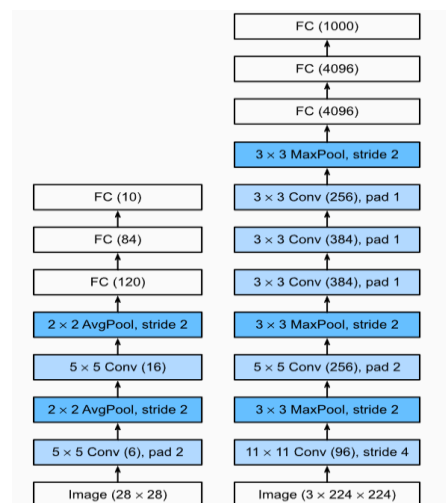 FC (10)
FC (84)
FC (120)
2 × 2 AvgPool, stride 2
5 × 5 Conv (16)
2 × 2 AvgPool, stride 2
5 × 5 Conv (6), pad 2
Image (28 × 28)
FC (1000)
FC (4096)
FC (4096)
3 × 3 MaxPool, stride 2
3 × 3 Conv (256), pad 1
3 × 3 Conv (384), pad 1
3 × 3 Conv (384), pad 1
3 × 3 MaxPool, stride 2
5 × 5 Conv (256), pad 2
3 × 3 MaxPool, stride 2
11 × 11 Conv (96), stride 4
Image (3 × 224 × 224)